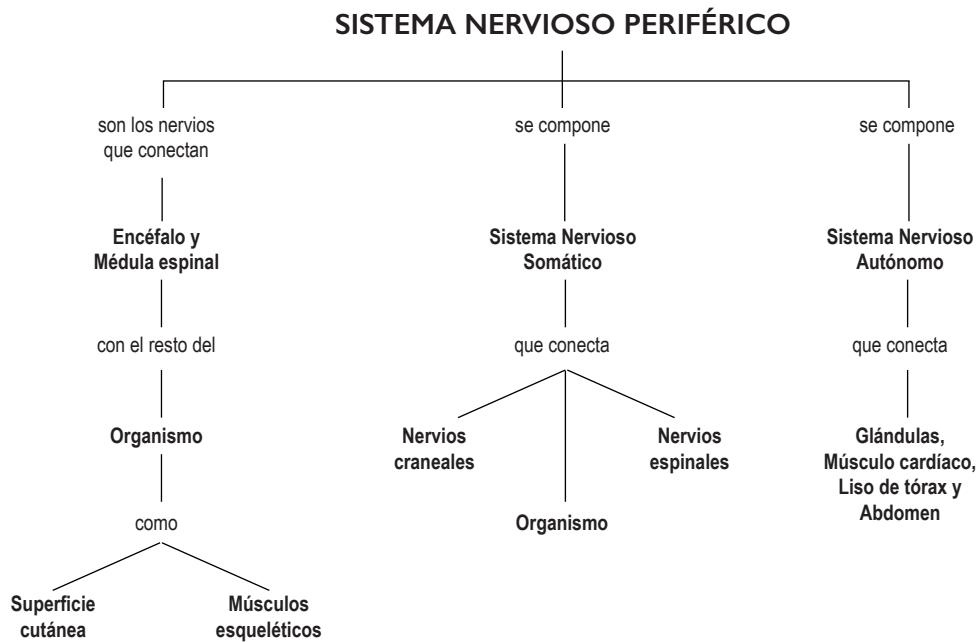 SISTEMA NERVIOSO PERIFÉRICO
son los nervios
que conectan
se compone
se compone
Encéfalo y
Médula espinal
Sistema Nervioso
Somático
Sistema Nervioso
Autónomo
con el resto del
que conecta
que conecta
Organismo
Nervios
craneales
Nervios
espinales
Organismo
Glándulas,
Músculo cardíaco,
Liso de tórax y
Abdomen
como
Superficie
cutánea
Músculos
esqueléticos